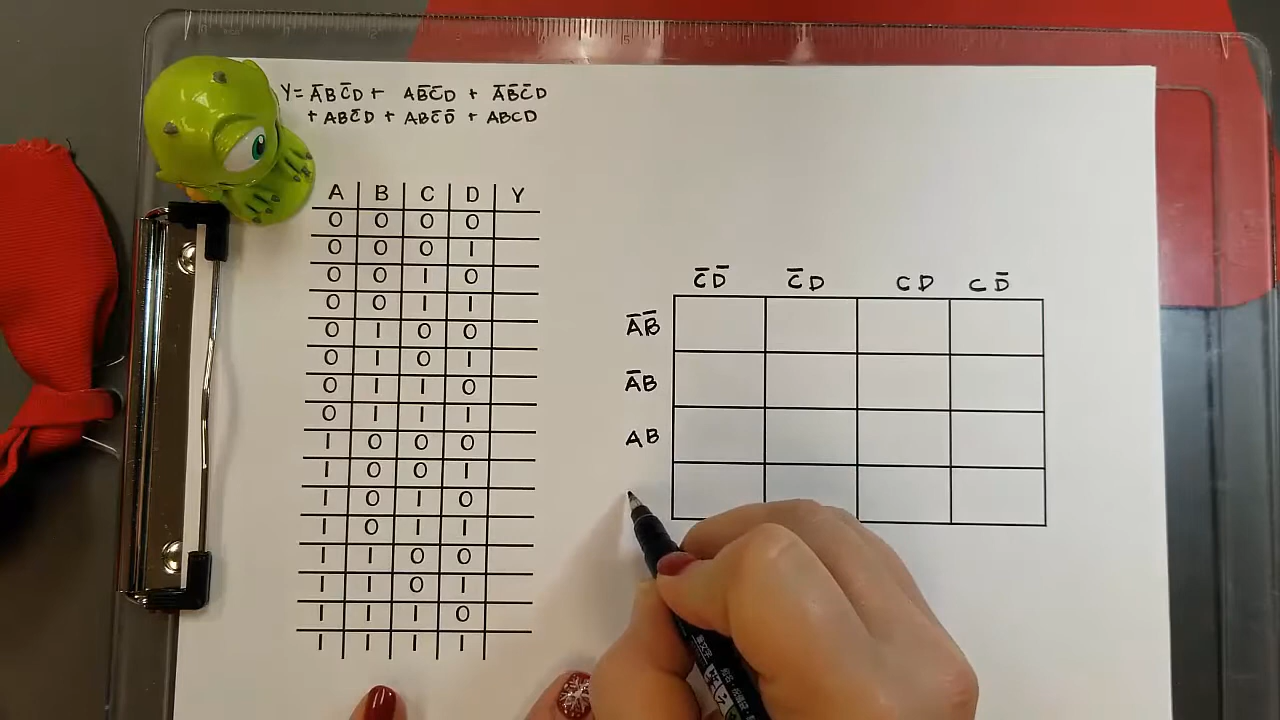 Y = A̅BC̅D + AB̅C̅D + A̅B̅C̅D
+ ABC̅D + ABC̅D̅ + ABCD
A B C D Y
0 0 0 0
0 0 0 1
0 0 1 0
0 0 1 1
0 1 0 0
0 1 0 1
0 1 1 0
0 1 1 1
1 0 0 0
1 0 0 1
1 0 1 0
1 0 1 1
1 1 0 0
1 1 0 1
1 1 1 0
1 1 1 1
C̅D̅ C̅D CD CD̅
A̅B̅
A̅B
AB